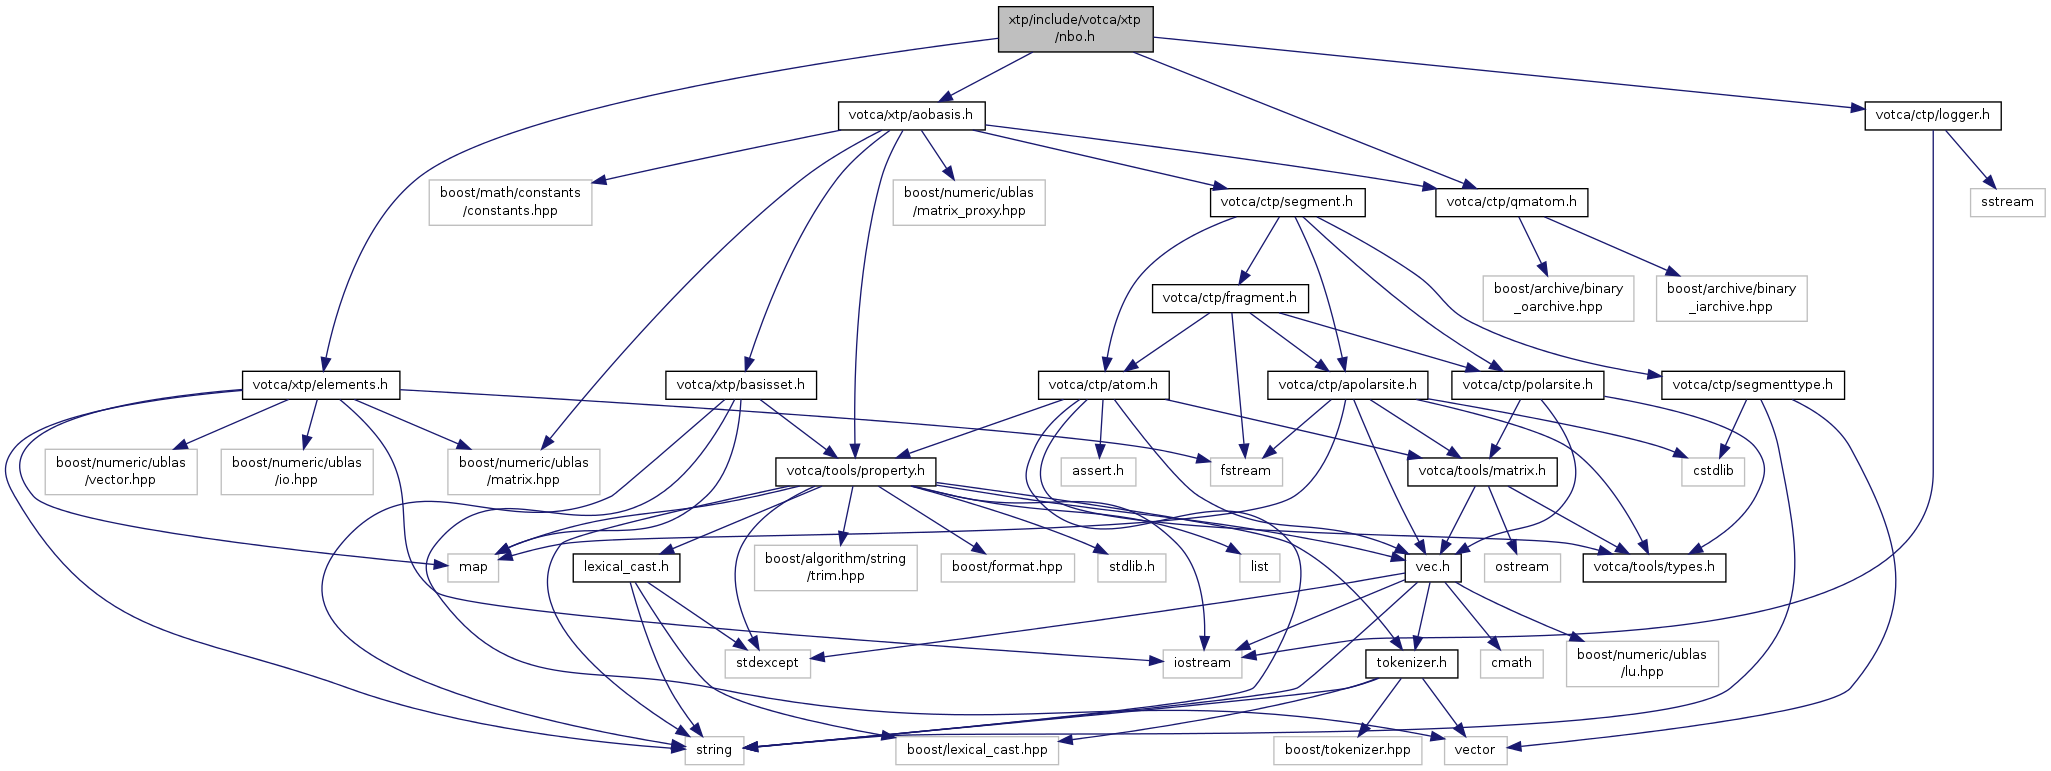 xtp/include/votca/xtp
/nbo.h
votca/xtp/aobasis.h
votca/ctp/logger.h
boost/math/constants
/constants.hpp
boost/numeric/ublas
/matrix_proxy.hpp
votca/ctp/segment.h
votca/ctp/qmatom.h
sstream
votca/ctp/fragment.h
boost/archive/binary
_oarchive.hpp
boost/archive/binary
_iarchive.hpp
votca/xtp/elements.h
votca/xtp/basisset.h
votca/ctp/atom.h
votca/ctp/apolarsite.h
votca/ctp/polarsite.h
votca/ctp/segmenttype.h
boost/numeric/ublas
/vector.hpp
boost/numeric/ublas
/io.hpp
boost/numeric/ublas
/matrix.hpp
votca/tools/property.h
assert.h
fstream
votca/tools/matrix.h
cstdlib
map
lexical_cast.h
boost/algorithm/string
/trim.hpp
boost/format.hpp
stdlib.h
list
vec.h
ostream
votca/tools/types.h
stdexcept
iostream
tokenizer.h
cmath
boost/numeric/ublas
/lu.hpp
string
boost/lexical_cast.hpp
boost/tokenizer.hpp
vector